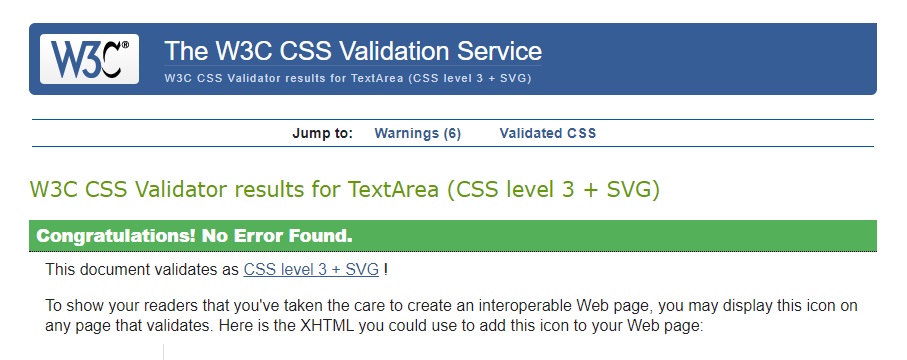 W3C®
The W3C CSS Validation Service
W3C CSS Validator results for TextArea (CSS level 3 + SVG)
Jump to: Warnings (6) Validated CSS
W3C CSS Validator results for TextArea (CSS level 3 + SVG)
Congratulations! No Error Found.
This document validates as CSS level 3 + SVG !
To show your readers that you've taken the care to create an interoperable Web page, you may display this icon on
any page that validates. Here is the XHTML you could use to add this icon to your Web page: